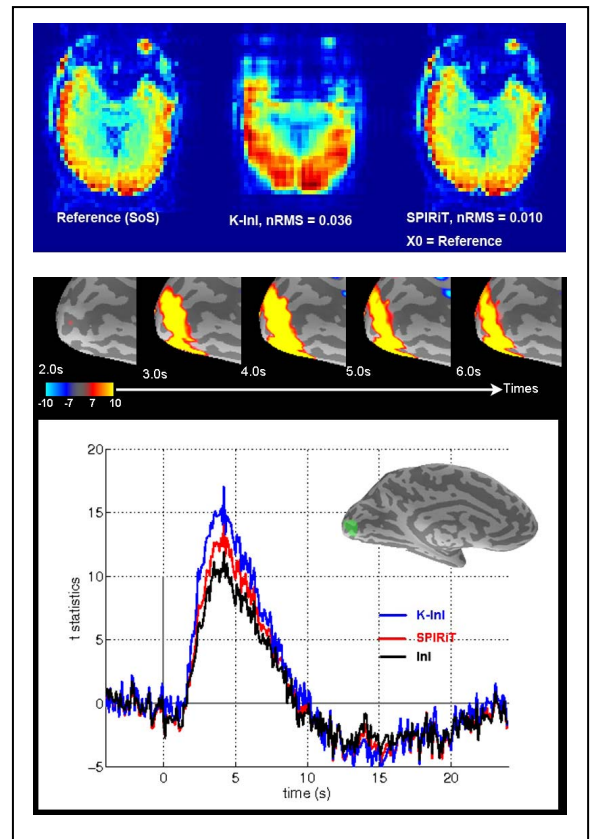 Reference (SoS) K-InI, nRMS = 0.036 SPIRiT, nRMS = 0.010
X0 = Reference
2.0s 3.0s 4.0s 5.0s 6.0s
Times
-10 -7 7 10
20
15
10
5
0
-5
t statistics
K-InI
SPIRiT
InI
0 5 10 15 20
time (s)